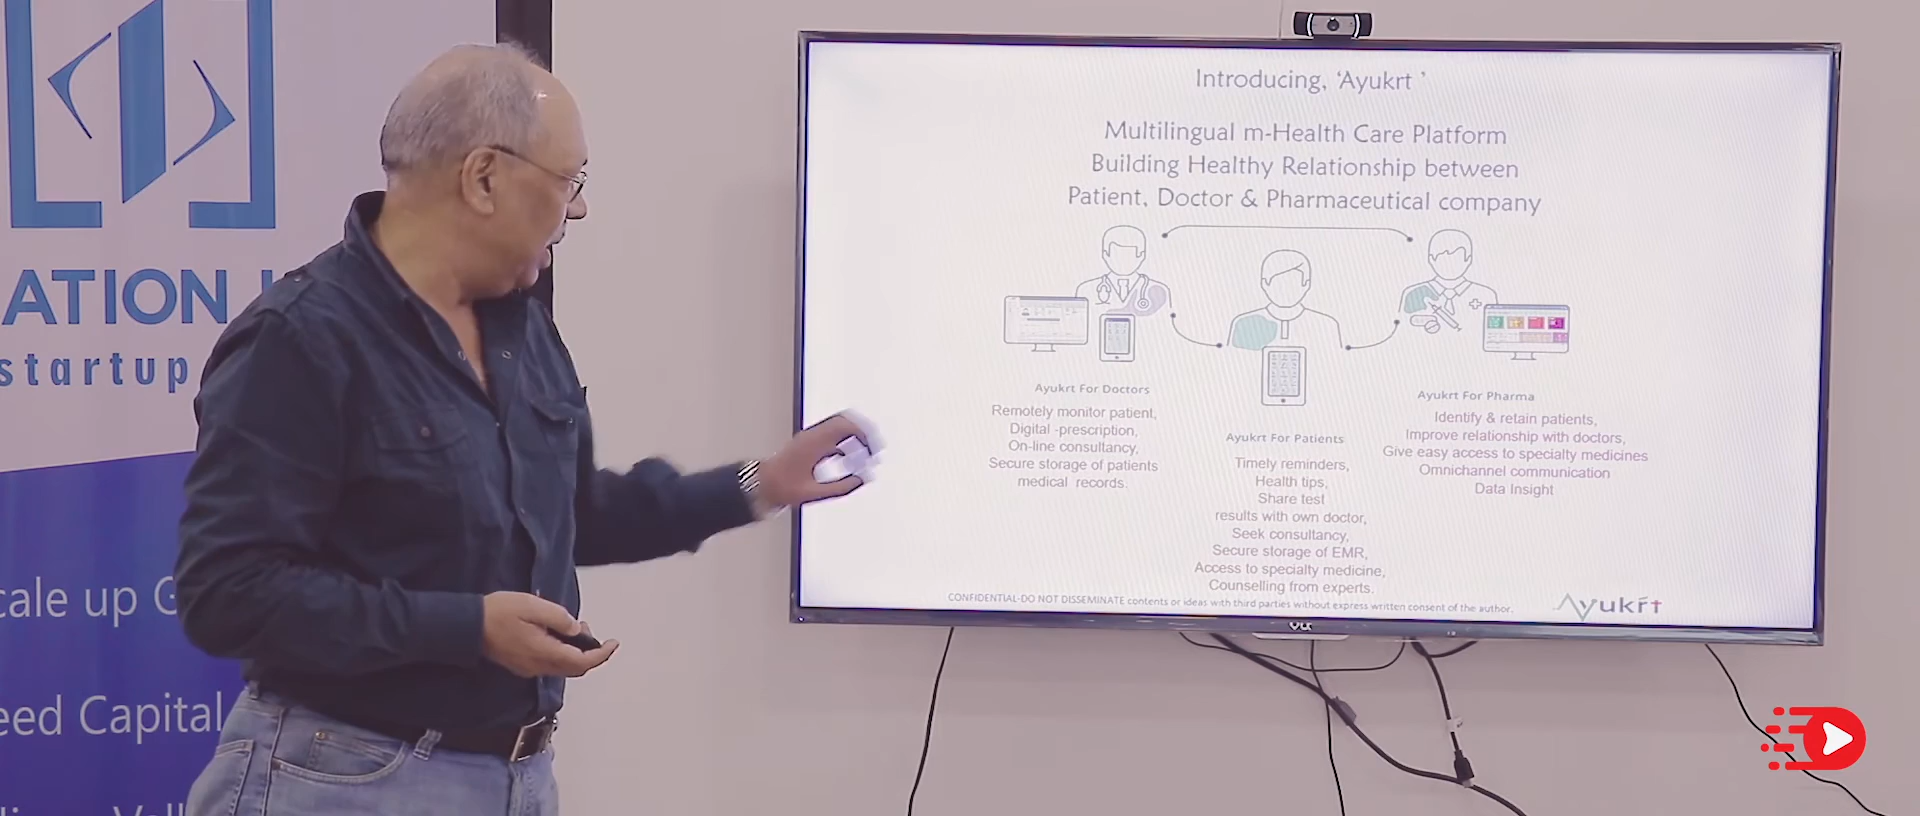 ATION
startup
cale up G
eed Capital
Introducing, ‘Ayukrt ’
Multilingual m-Health Care Platform
Building Healthy Relationship between
Patient, Doctor & Pharmaceutical company
Ayukrt For Doctors
Remotely monitor patient,
Digital -prescription,
On-line consultancy,
Secure storage of patients
medical records.
Ayukrt For Patients
Timely reminders,
Health tips,
Share test
results with own doctor,
Seek consultancy,
Secure storage of EMR,
Access to specialty medicine,
Counselling from experts.
Ayukrt For Pharma
Identify & retain patients,
Improve relationship with doctors,
Give easy access to specialty medicines
Omnichannel communication
Data Insight
CONFIDENTIAL-DO NOT DISSEMINATE contents or ideas with third parties without express written consent of the author.
Ayukrt